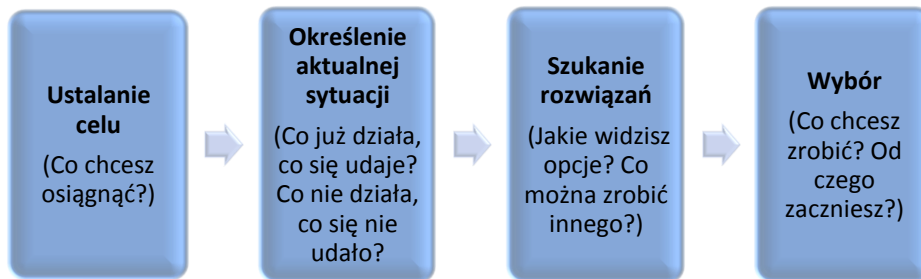 Ustalanie
celu
(Co chcesz
osiągnąć?)
Określenie
aktualnej
sytuacji
(Co już działa,
co się udaje?
Co nie działa,
co się nie
udało?
Szukanie
rozwiązań
(Jakie widzisz
opcje? Co
można zrobić
innego?)
Wybór
(Co chcesz
zrobić? Od
czego
zaczniesz?)